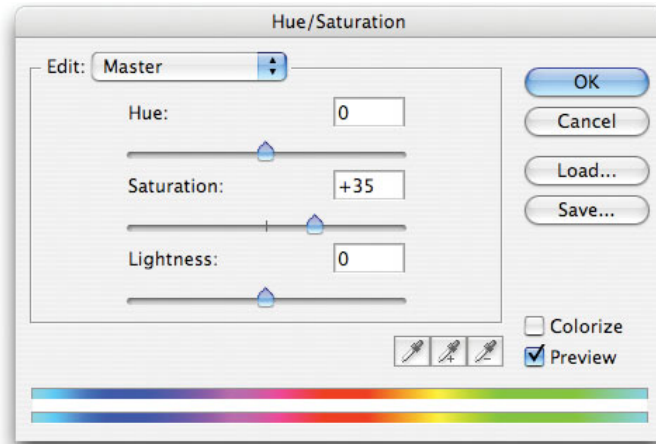 Hue/Saturation
Edit: Master
Hue: 0
Saturation: +35
Lightness: 0
OK
Cancel
Load...
Save...
Colorize
Preview